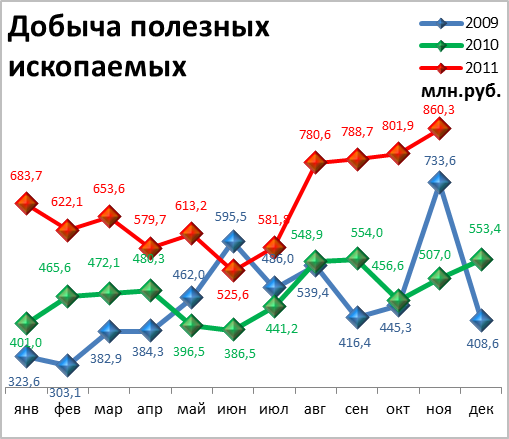 Добыча полезных
ископаемых
2009
2010
2011
млн.руб.
683,7 622,1 653,6 579,7 613,2 525,6 581,8 780,6 788,7 801,9 860,3
401,0 465,6 472,1 480,3 396,5 386,5 441,2 548,9 554,0 456,6 507,0 553,4
323,6 303,1 382,9 384,3 462,0 595,5 486,0 539,4 416,4 445,3 733,6 408,6
янв фев мар апр май июн июл авг сен окт ноя дек